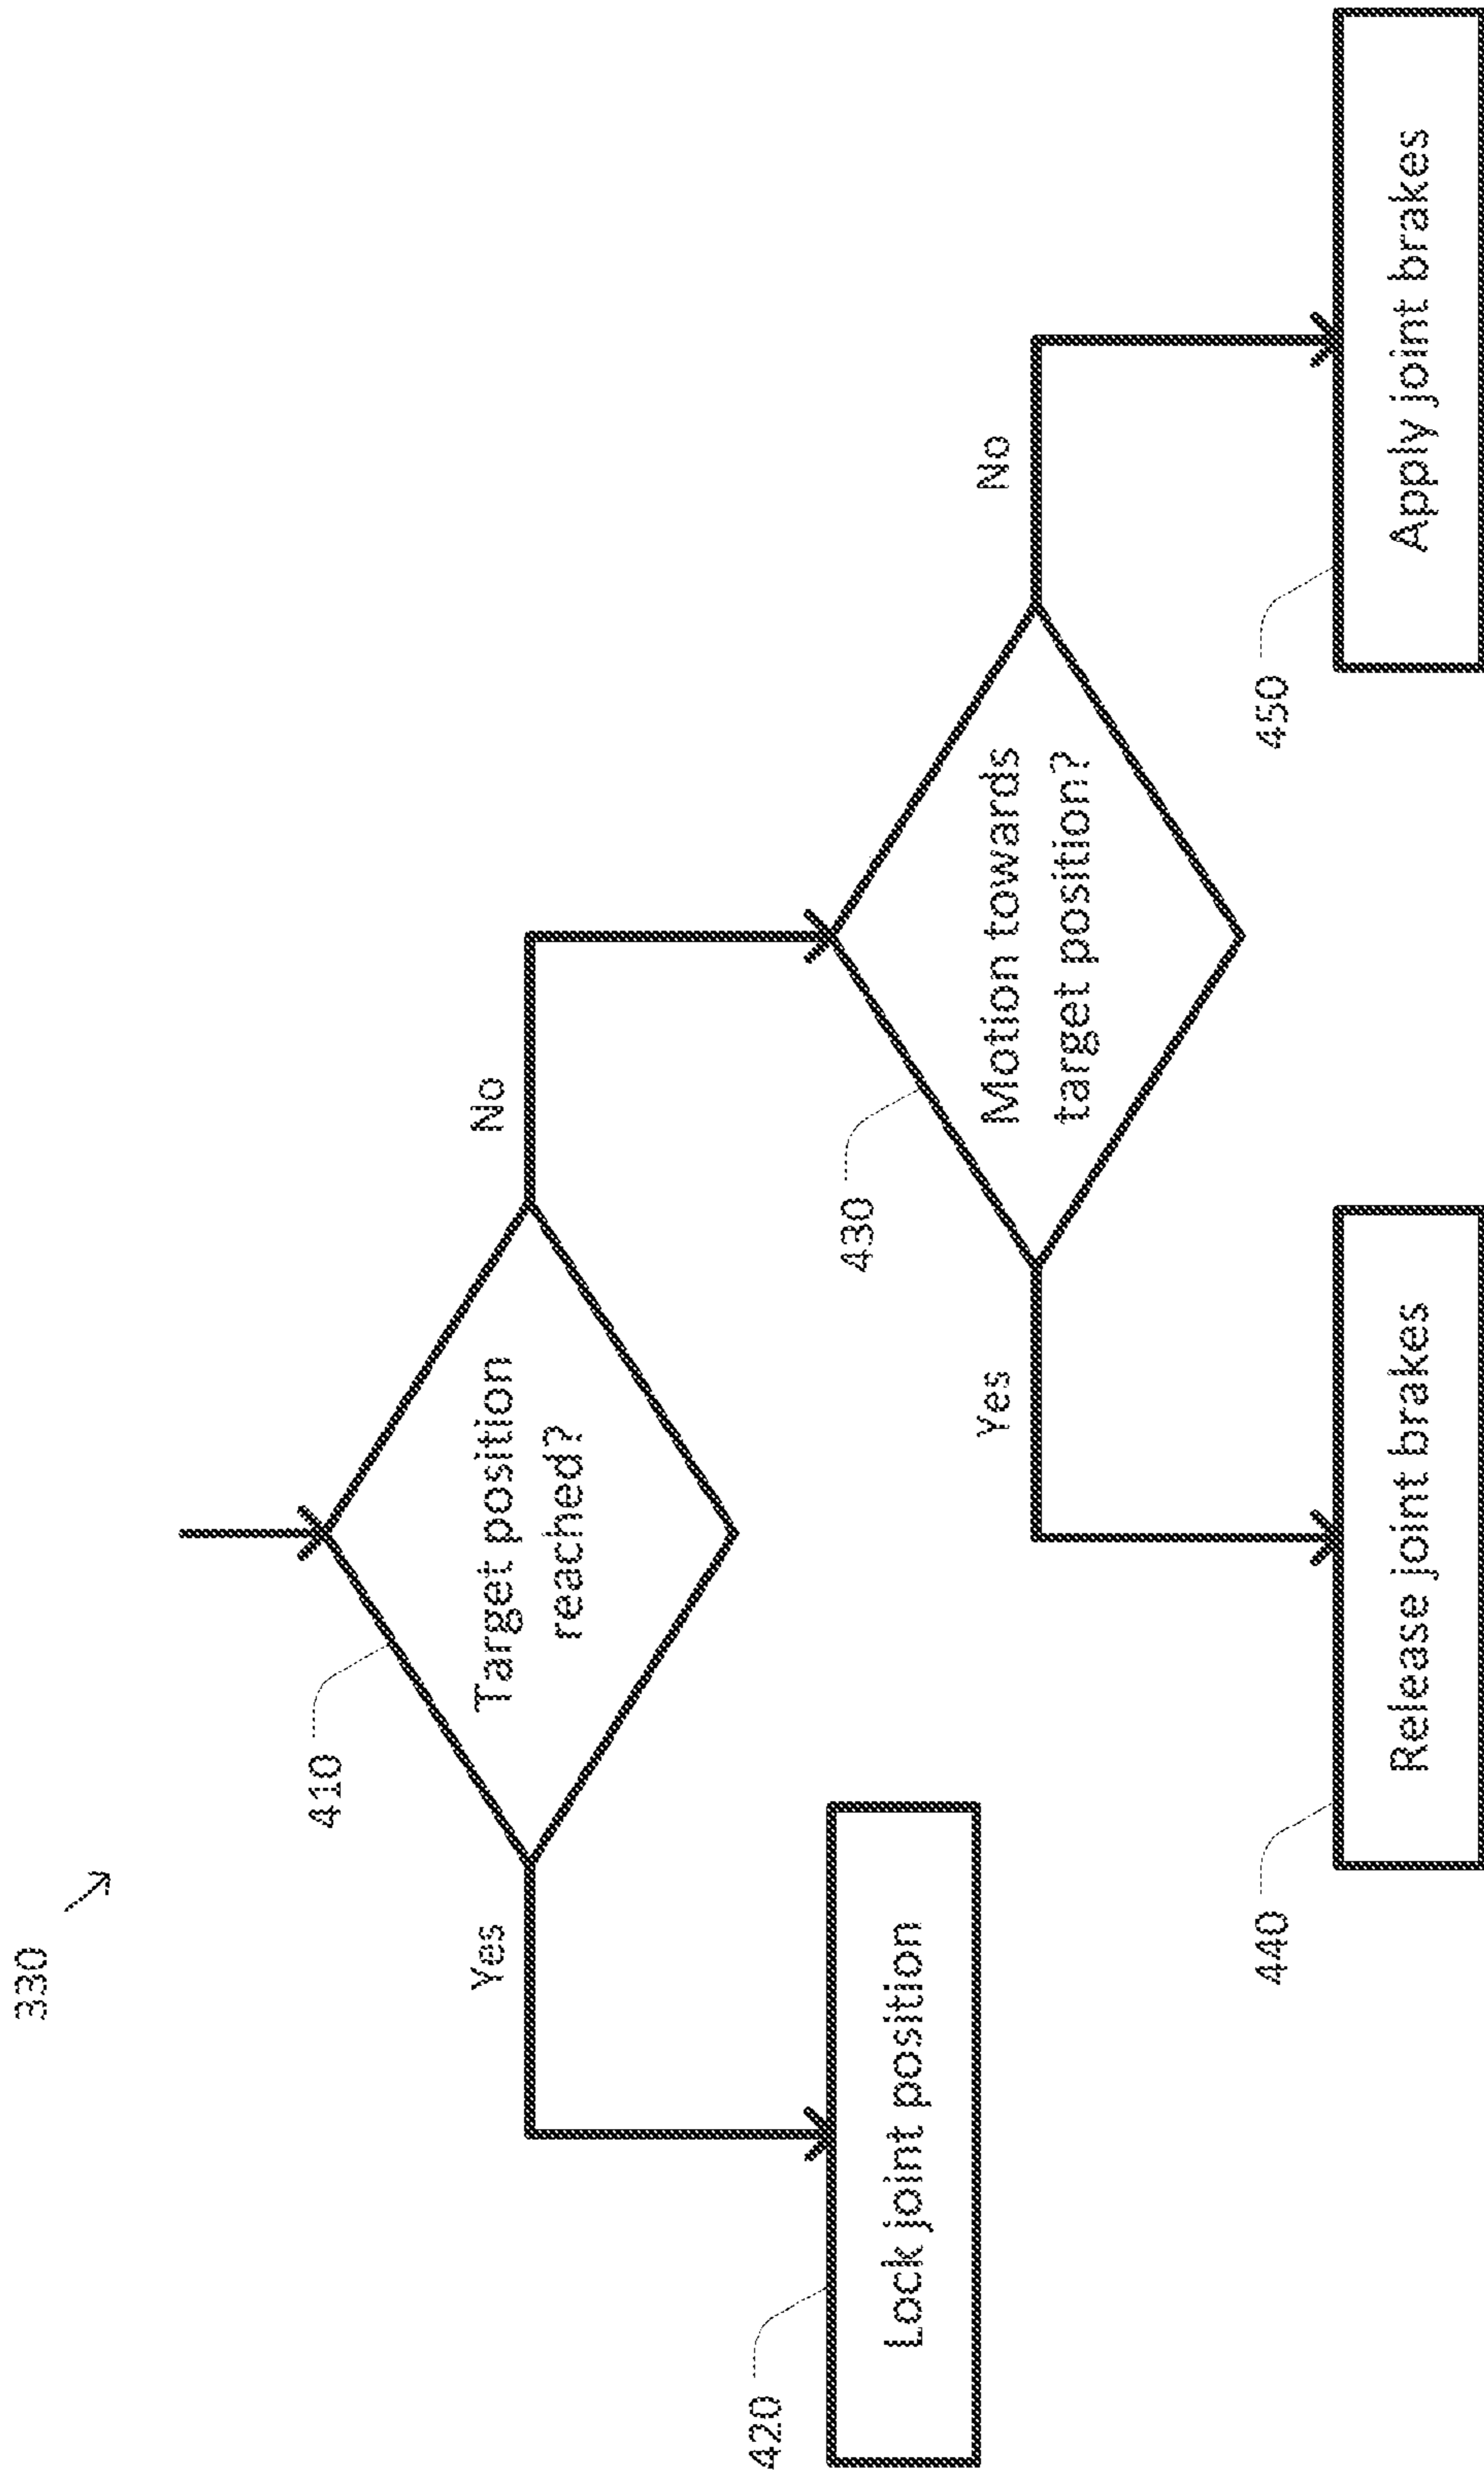 330
410
Target position
reached?
Yes
No
420
Lock joint position
430
Motion towards
target position?
Yes
No
440
Release joint brakes
450
Apply joint brakes